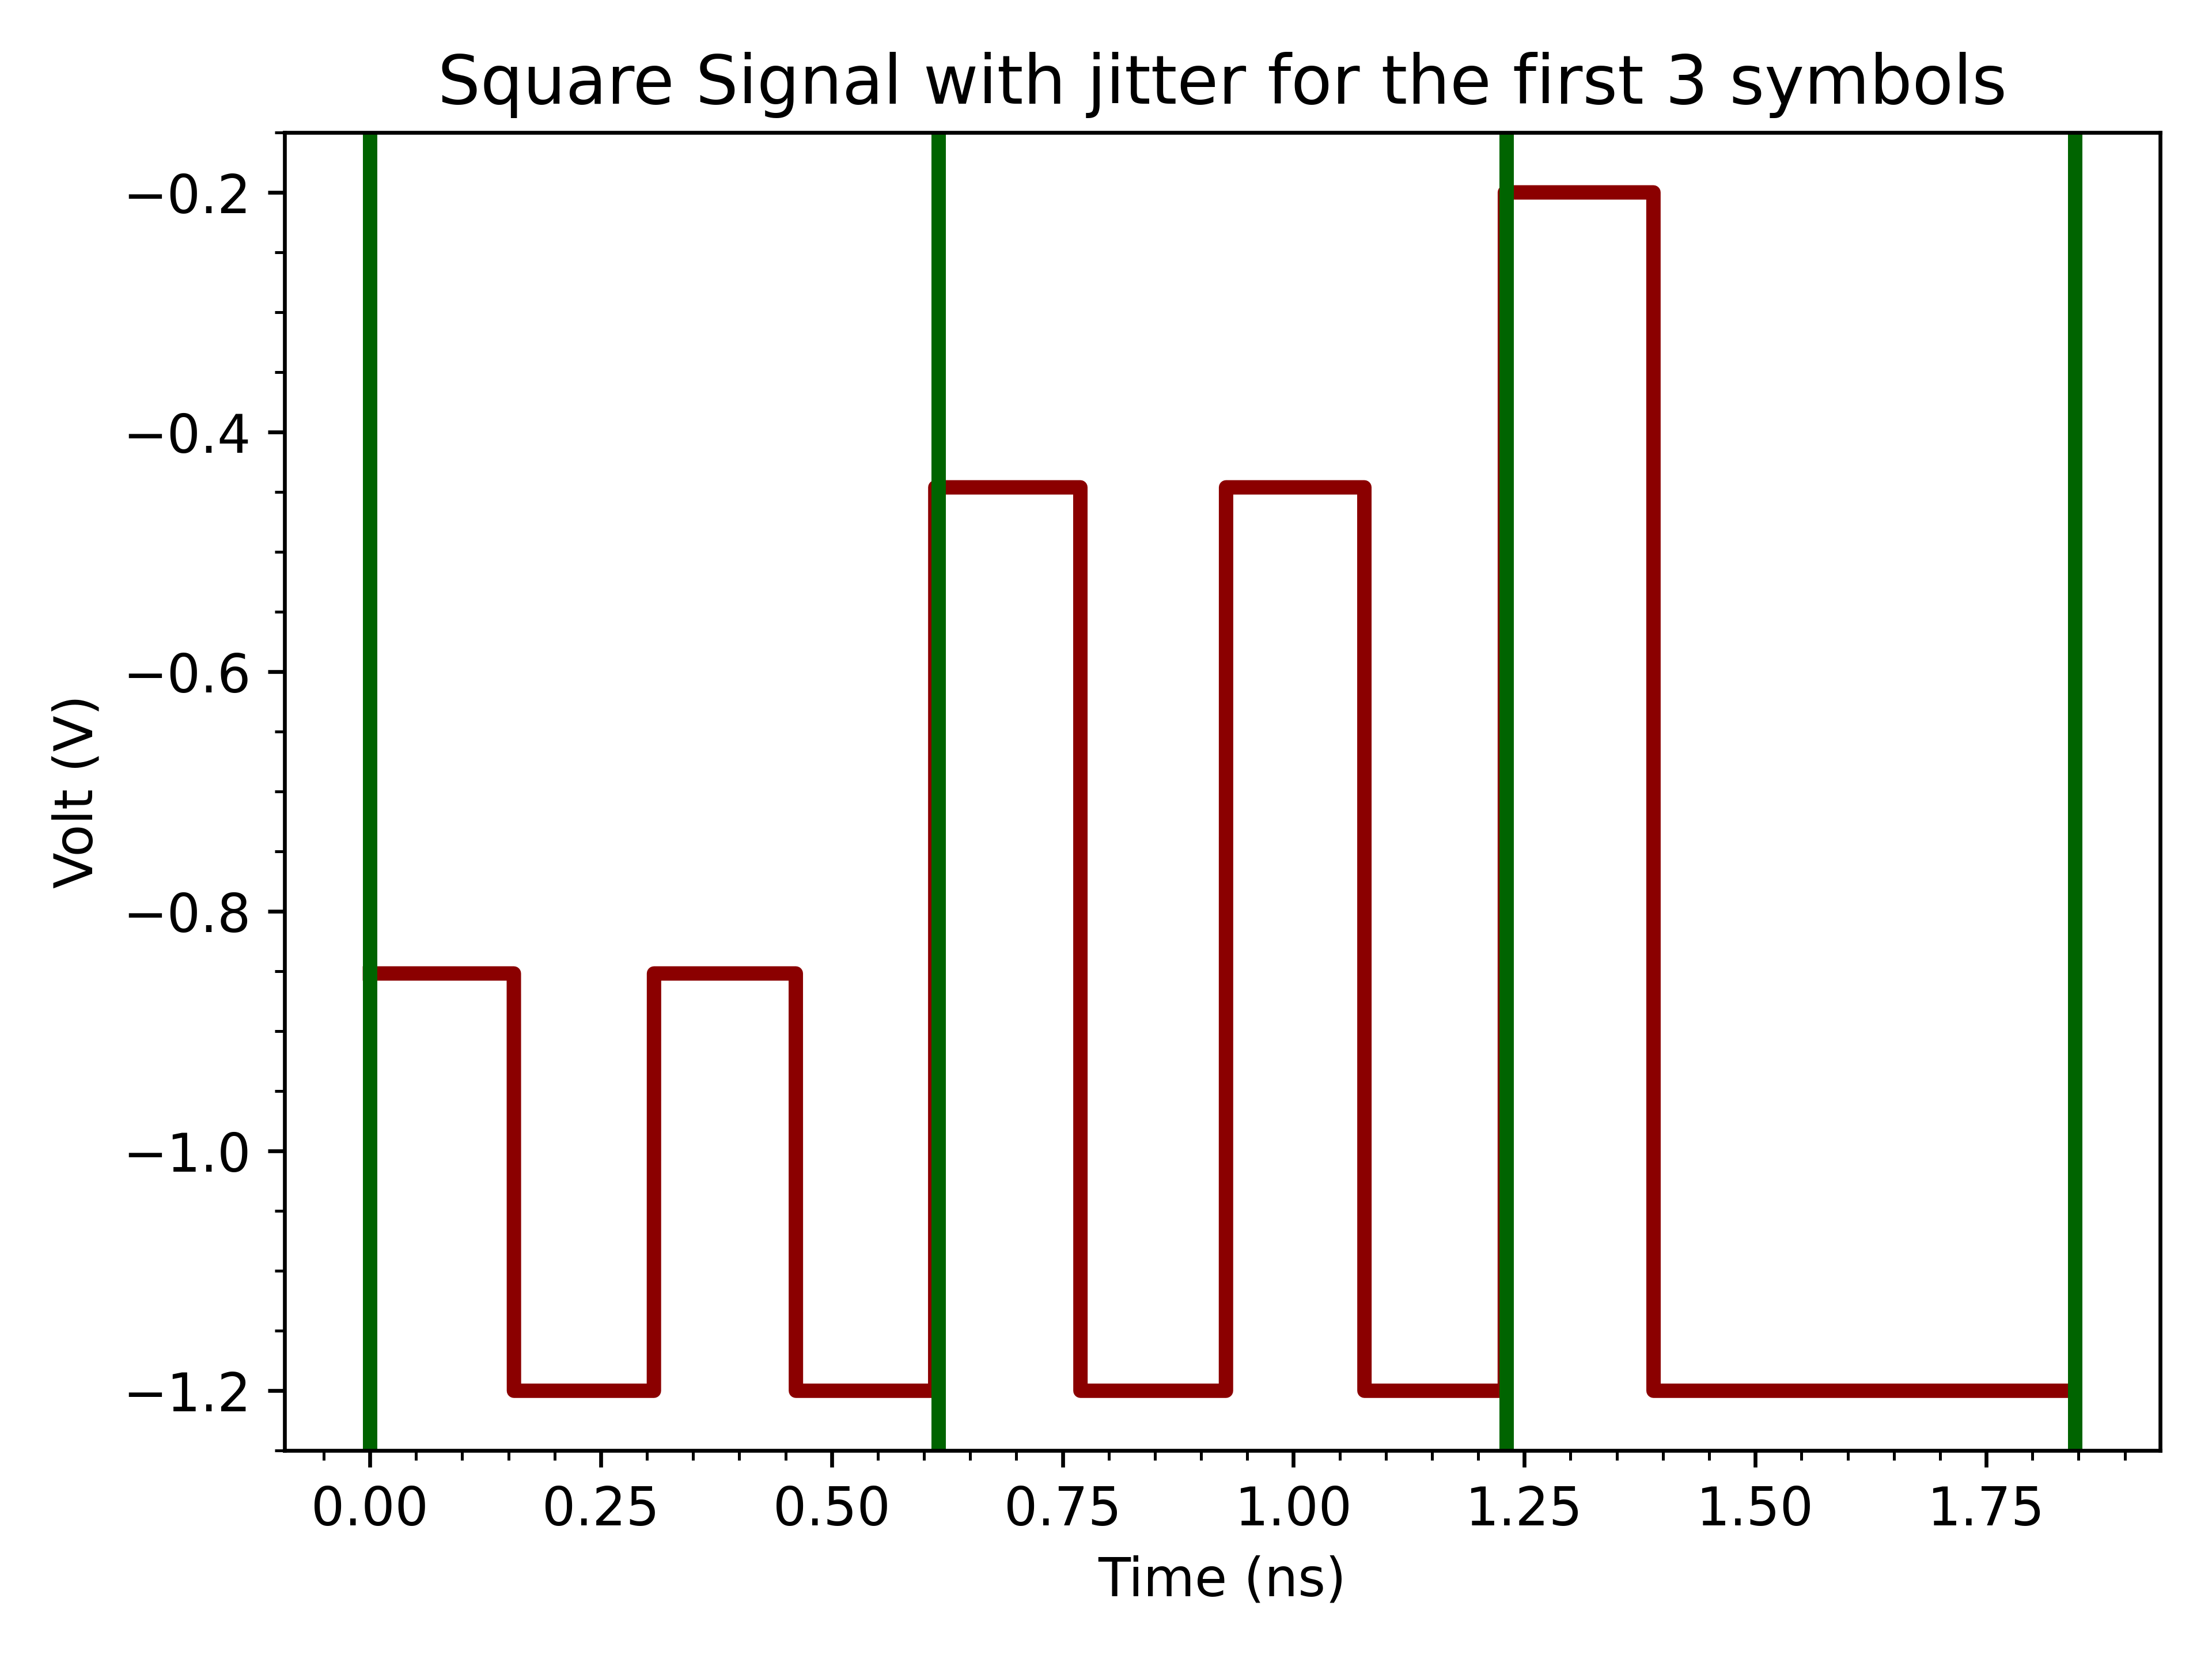 Square Signal with jitter for the first 3 symbols
−0.2
−0.4
−0.6
−0.8
−1.0
−1.2
Volt (V)
0.00 0.25 0.50 0.75 1.00 1.25 1.50 1.75
Time (ns)